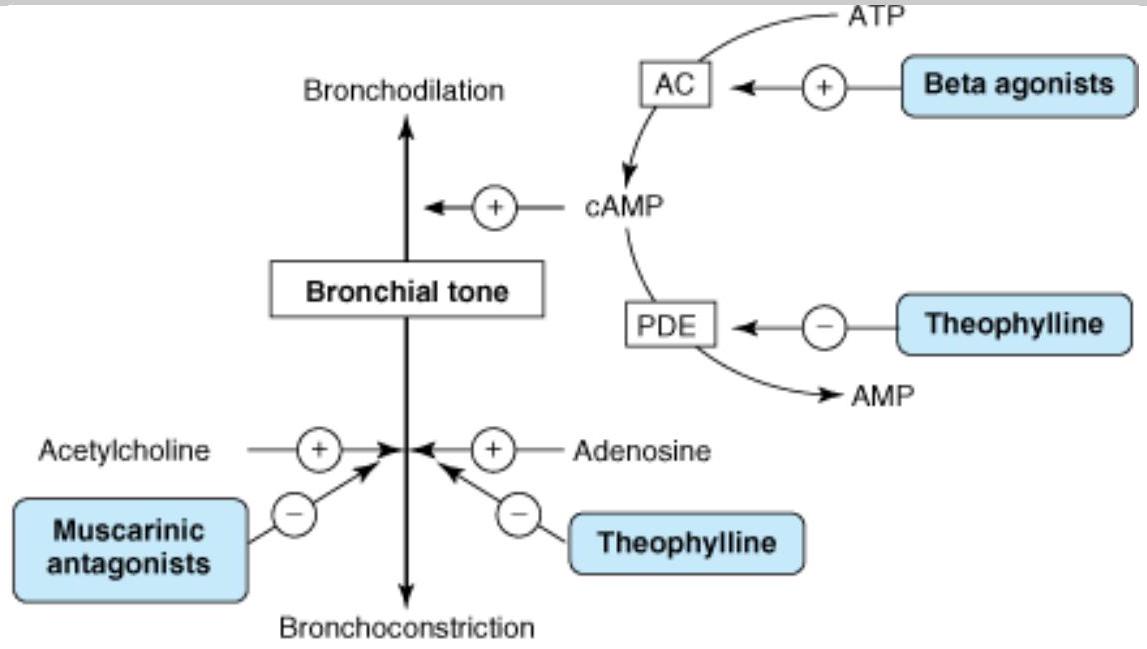 ATP
Bronchodilation
AC
+
Beta agonists
+
cAMP
Bronchial tone
PDE
−
Theophylline
AMP
Acetylcholine
+
+
Adenosine
−
−
Muscarinic
antagonists
Theophylline
Bronchoconstriction